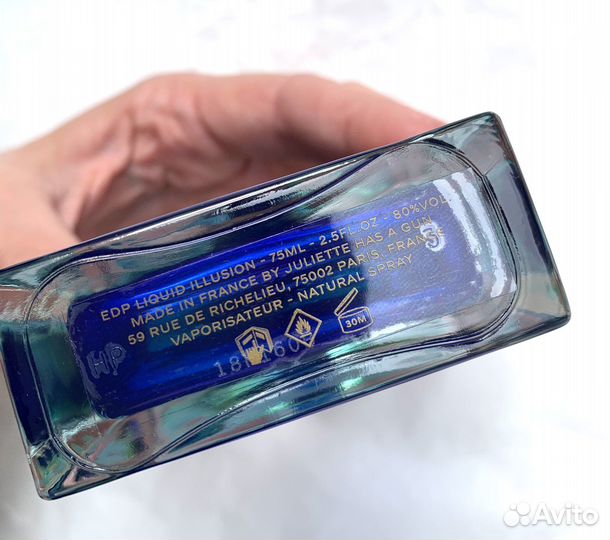 EDP LIQUID ILLUSION - 75ML - 2.5FL.OZ - 80%VOL
MADE IN FRANCE BY JULIETTE HAS A GUN
59 RUE DE RICHELIEU, 75002 PARIS, FRANCE
VAPORISATEUR - NATURAL SPRAY
30M
HP
3
Avito